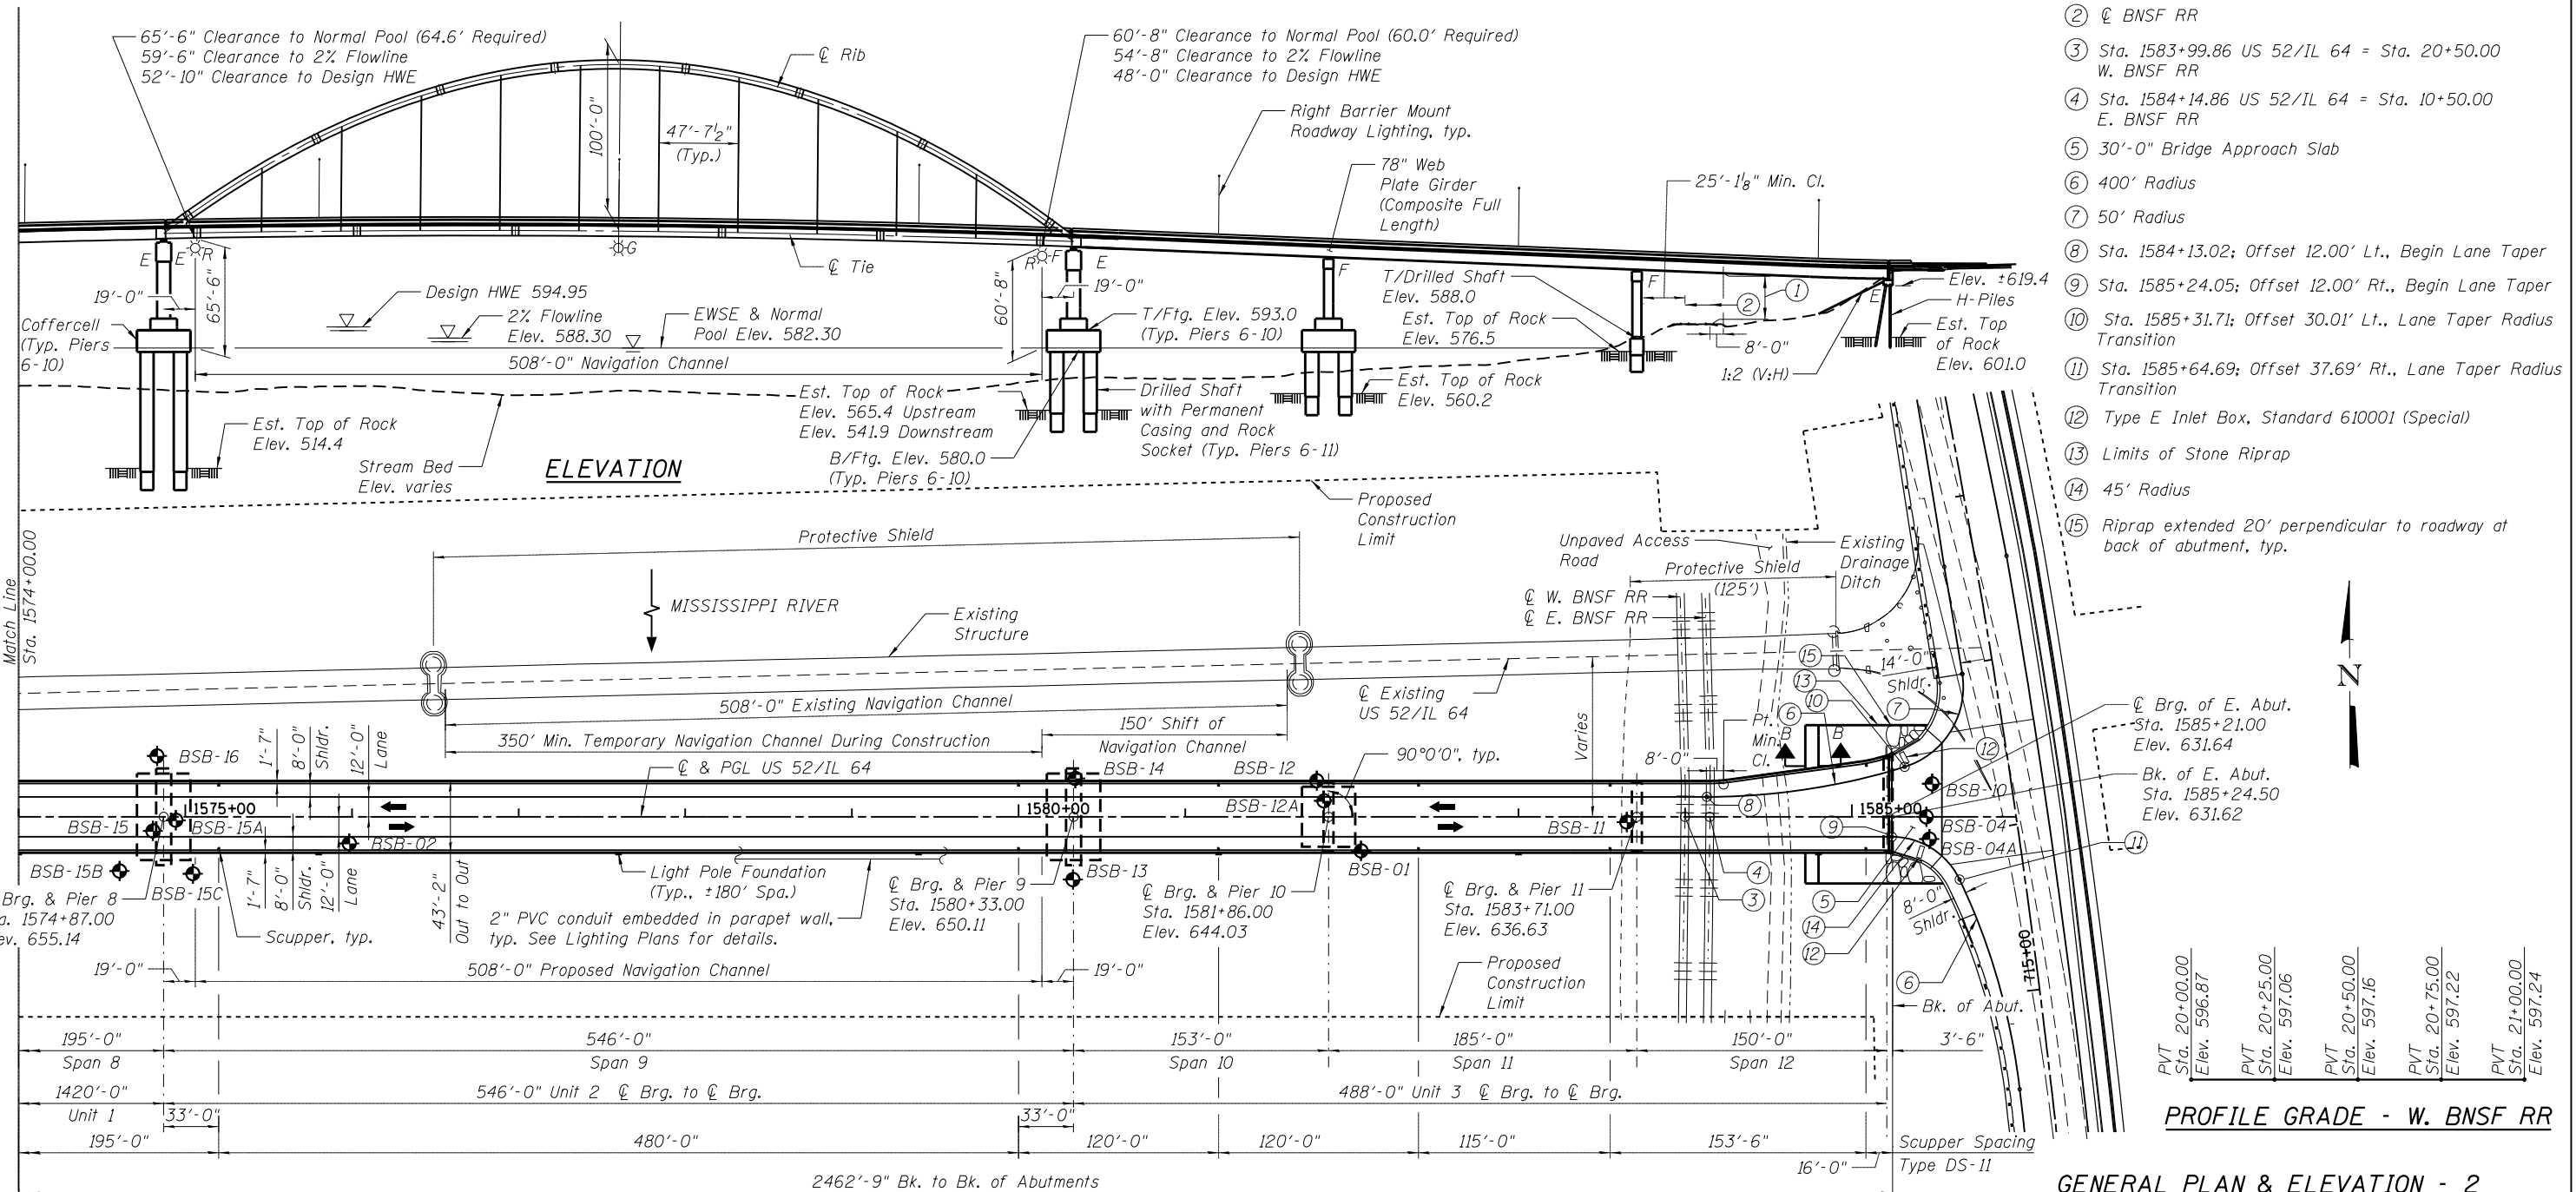 65'-6" Clearance to Normal Pool (64.6' Required)
59'-6" Clearance to 2% Flowline
52'-10" Clearance to Design HWE
℄ Rib
100'-0"
47'-7½"
(Typ.)
60'-8" Clearance to Normal Pool (60.0' Required)
54'-8" Clearance to 2% Flowline
48'-0" Clearance to Design HWE
Right Barrier Mount
Roadway Lighting, typ.
78" Web
Plate Girder
(Composite Full
Length)
25'-1⅛" Min. Cl.
② ℄ BNSF RR
③ Sta. 1583+99.86 US 52/IL 64 = Sta. 20+50.00
W. BNSF RR
④ Sta. 1584+14.86 US 52/IL 64 = Sta. 10+50.00
E. BNSF RR
⑤ 30'-0" Bridge Approach Slab
⑥ 400' Radius
⑦ 50' Radius
⑧ Sta. 1584+13.02; Offset 12.00' Lt., Begin Lane Taper
⑨ Sta. 1585+24.05; Offset 12.00' Rt., Begin Lane Taper
⑩ Sta. 1585+31.71; Offset 30.01' Lt., Lane Taper Radius
Transition
⑪ Sta. 1585+64.69; Offset 37.69' Rt., Lane Taper Radius
Transition
⑫ Type E Inlet Box, Standard 610001 (Special)
⑬ Limits of Stone Riprap
⑭ 45' Radius
⑮ Riprap extended 20' perpendicular to roadway at
back of abutment, typ.
E
E
R
G
R
F
E
F
F
E
℄ Tie
19'-0"
65'-6"
60'-8"
19'-0"
Design HWE 594.95
2% Flowline
Elev. 588.30
EWSE & Normal
Pool Elev. 582.30
508'-0" Navigation Channel
Coffercell
(Typ. Piers
6-10)
T/Ftg. Elev. 593.0
(Typ. Piers 6-10)
T/Drilled Shaft
Elev. 588.0
Est. Top of Rock
Elev. 576.5
①
②
8'-0"
1:2 (V:H)
Elev. ±619.4
H-Piles
Est. Top
of Rock
Elev. 601.0
Est. Top of Rock
Elev. 514.4
Stream Bed
Elev. varies
ELEVATION
Est. Top of Rock
Elev. 565.4 Upstream
Elev. 541.9 Downstream
B/Ftg. Elev. 580.0
(Typ. Piers 6-10)
Drilled Shaft
with Permanent
Casing and Rock
Socket (Typ. Piers 6-11)
Est. Top of Rock
Elev. 560.2
Proposed
Construction
Limit
Match Line
Sta. 1574+00.00
Protective Shield
MISSISSIPPI RIVER
Existing
Structure
Unpaved Access
Road
Existing
Drainage
Ditch
Protective Shield
(125')
℄ W. BNSF RR
℄ E. BNSF RR
N
508'-0" Existing Navigation Channel
350' Min. Temporary Navigation Channel During Construction
150' Shift of
Navigation Channel
℄ Existing
US 52/IL 64
Varies
⑮
⑬
⑩
⑥
14'-0"
Shldr.
⑦
Pt.
Min.
Cl.
B
B
8'-0"
90°0'0", typ.
⑫
℄ Brg. of E. Abut.
Sta. 1585+21.00
Elev. 631.64
Bk. of E. Abut.
Sta. 1585+24.50
Elev. 631.62
BSB-16
1'-7"
8'-0"
Shldr.
12'-0"
Lane
℄ & PGL US 52/IL 64
BSB-14
BSB-12
BSB-12A
BSB-10
1575+00
1580+00
1585+00
BSB-15
BSB-15A
BSB-02
BSB-11
⑧
⑨
BSB-04
BSB-04A
⑪
BSB-15B
BSB-15C
1'-7"
8'-0"
Shldr.
12'-0"
Lane
43'-2"
Out to Out
Light Pole Foundation
(Typ., ±180' Spa.)
2" PVC conduit embedded in parapet wall,
typ. See Lighting Plans for details.
BSB-13
BSB-01
④
③
⑤
⑭
⑫
8'-0"
Shldr.
⑥
Brg. & Pier 8
1574+87.00
655.14
Scupper, typ.
℄ Brg. & Pier 9
Sta. 1580+33.00
Elev. 650.11
℄ Brg. & Pier 10
Sta. 1581+86.00
Elev. 644.03
℄ Brg. & Pier 11
Sta. 1583+71.00
Elev. 636.63
19'-0"
508'-0" Proposed Navigation Channel
19'-0"
Proposed
Construction
Limit
1715+00
Bk. of Abut.
195'-0"
Span 8
546'-0"
Span 9
153'-0"
Span 10
185'-0"
Span 11
150'-0"
Span 12
3'-6"
1420'-0"
Unit 1
546'-0" Unit 2 ℄ Brg. to ℄ Brg.
488'-0" Unit 3 ℄ Brg. to ℄ Brg.
33'-0"
33'-0"
195'-0"
480'-0"
120'-0"
120'-0"
115'-0"
153'-6"
16'-0"
Scupper Spacing
Type DS-11
2462'-9" Bk. to Bk. of Abutments
PVT
Sta. 20+00.00
Elev. 596.87
PVT
Sta. 20+25.00
Elev. 597.06
PVT
Sta. 20+50.00
Elev. 597.16
PVT
Sta. 20+75.00
Elev. 597.22
PVT
Sta. 21+00.00
Elev. 597.24
PROFILE GRADE - W. BNSF RR
GENERAL PLAN & ELEVATION - 2